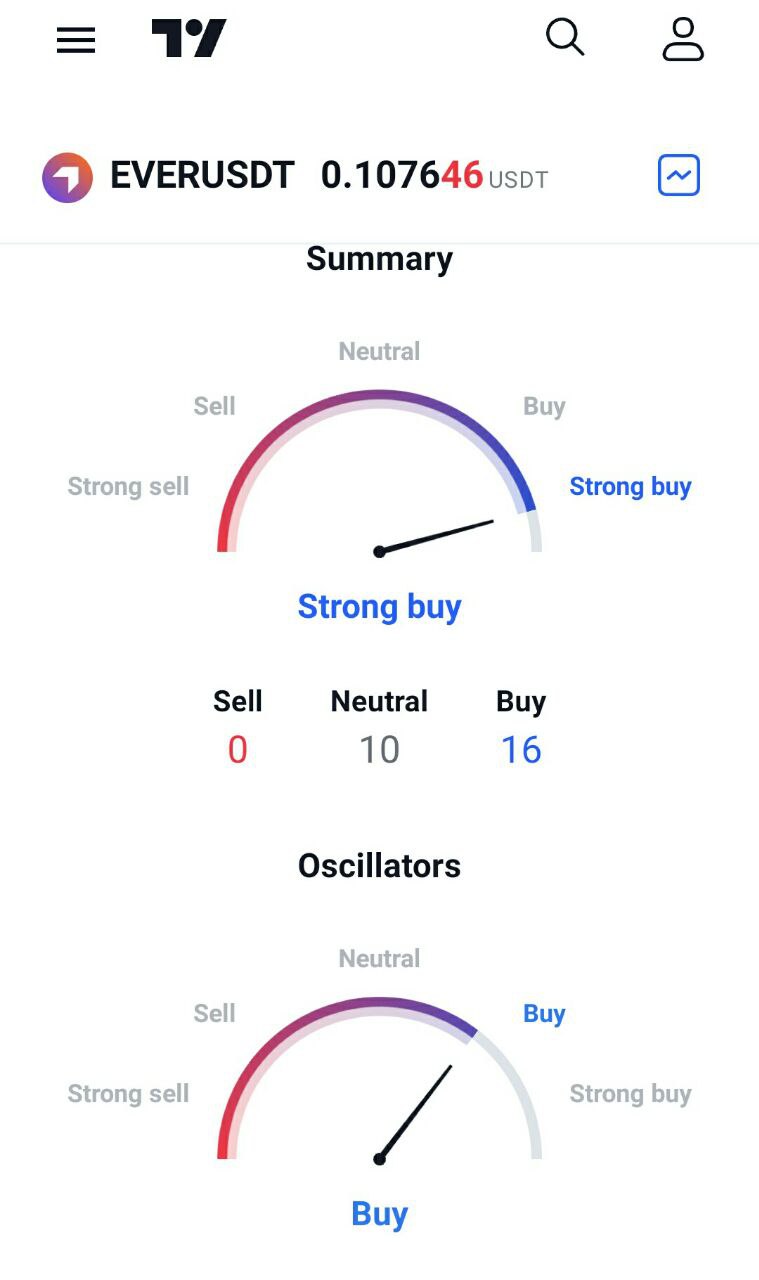 EVERUSDT 0.107646 USDT
Summary
Neutral
Sell Buy
Strong sell Strong buy
Strong buy
Sell Neutral Buy
0 10 16
Oscillators
Neutral
Sell Buy
Strong sell Strong buy
Buy